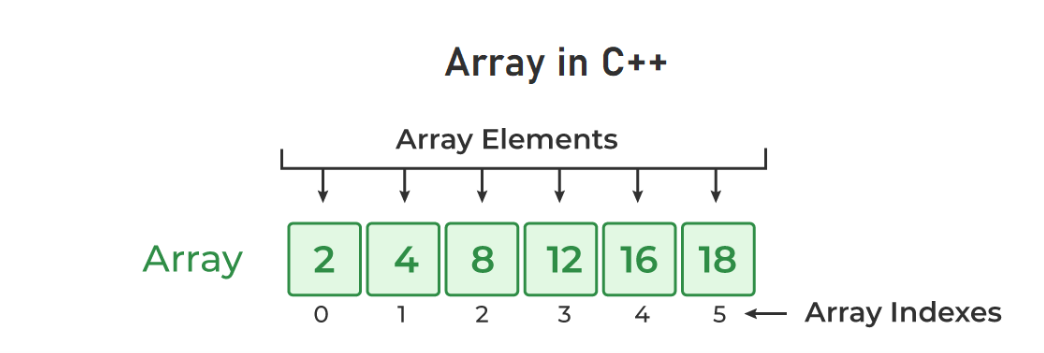 Array in C++
Array Elements
Array 2 4 8 12 16 18
0 1 2 3 4 5 Array Indexes